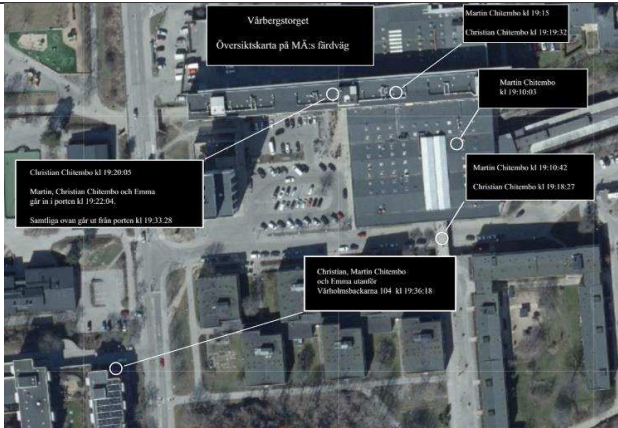 Vårbergstorget
Översiktskarta på MÄ:s färdväg
Martin Chitembo kl 19:15
Christian Chitembo kl 19:19:32
Martin Chitembo
kl 19:10:03
Christian Chitembo kl 19:20:05
Martin, Christian Chitembo och Emma
går in i porten kl 19:22:04.
Samtliga ovan går ut från porten kl 19:33.28
Martin Chitembo kl 19:10:42
Christian Chitembo kl 19:18:27
Christian, Martin Chitembo
och Emma utanför
Vårholmsbackarna 104 kl 19:36:18